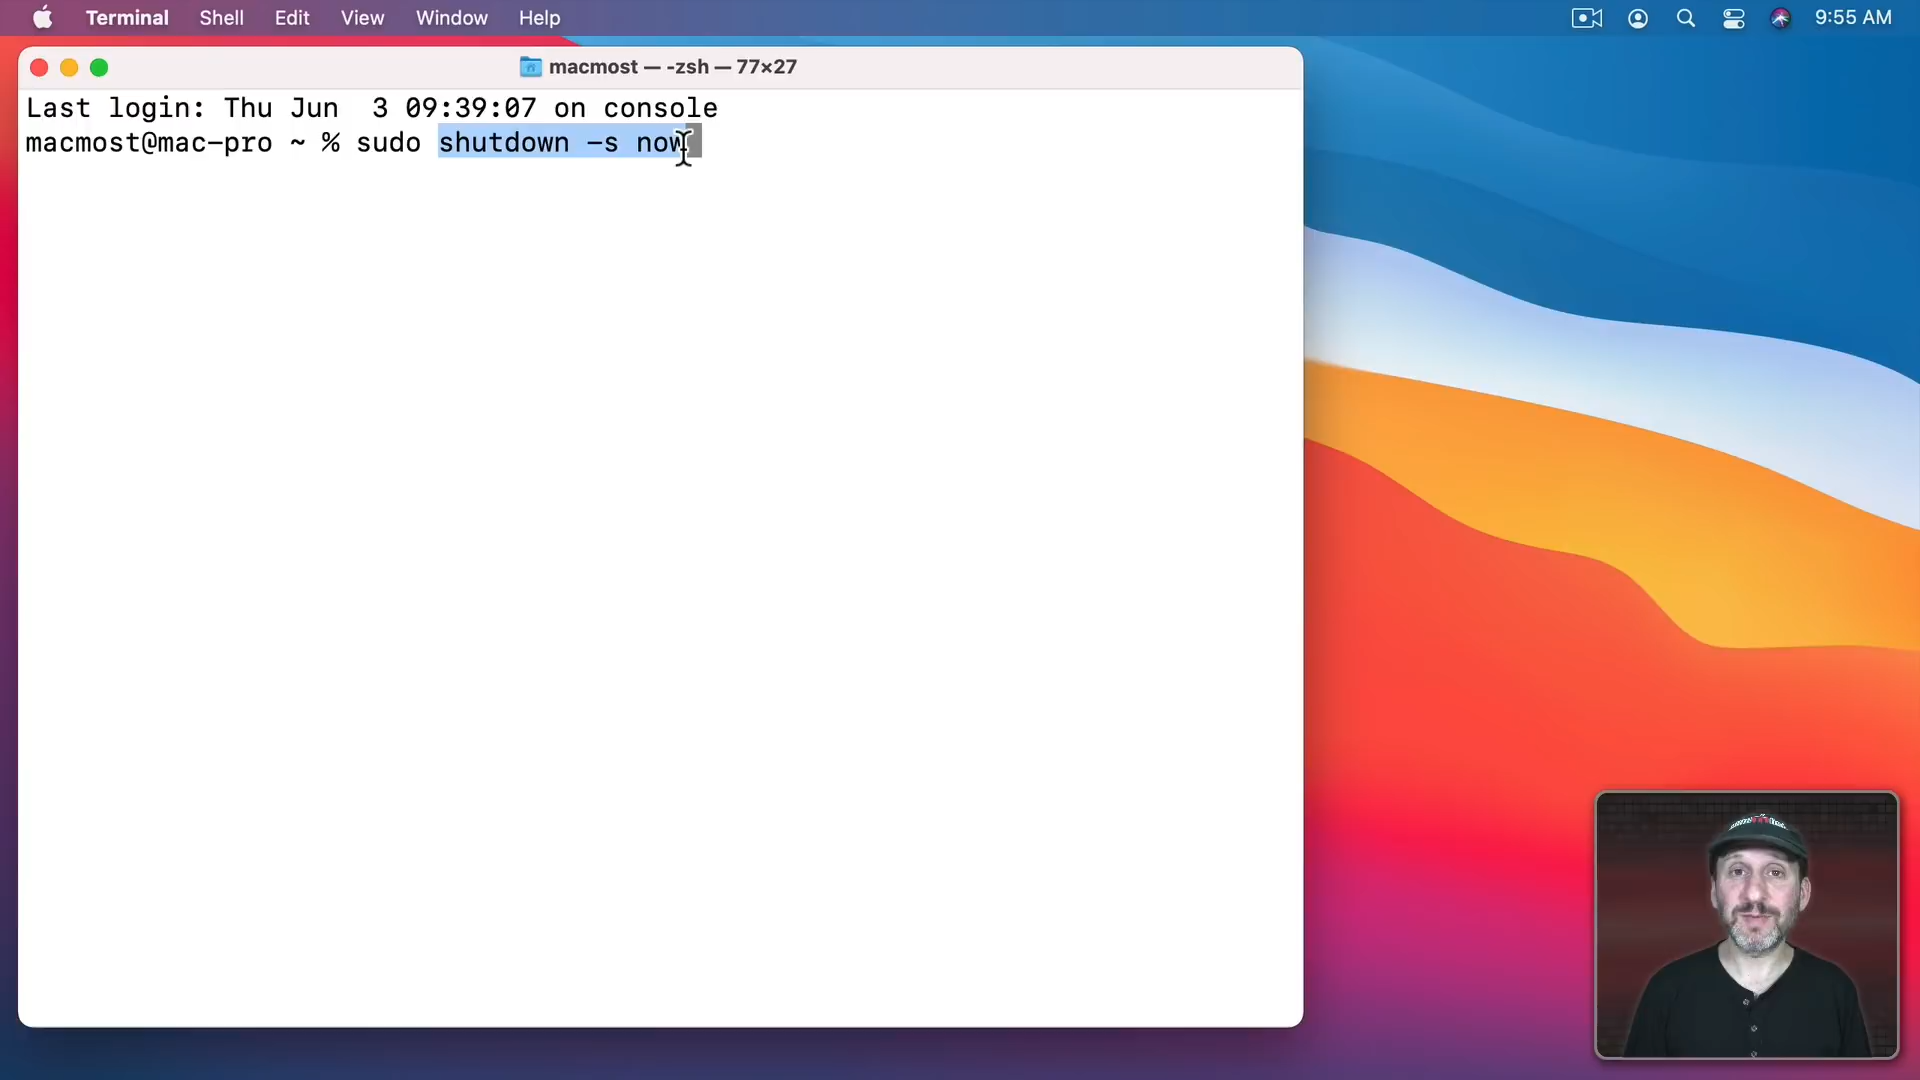 Terminal Shell Edit View Window Help 9:55 AM
macmost — -zsh — 77×27
Last login: Thu Jun  3 09:39:07 on console
macmost@mac-pro ~ % sudo shutdown -s now